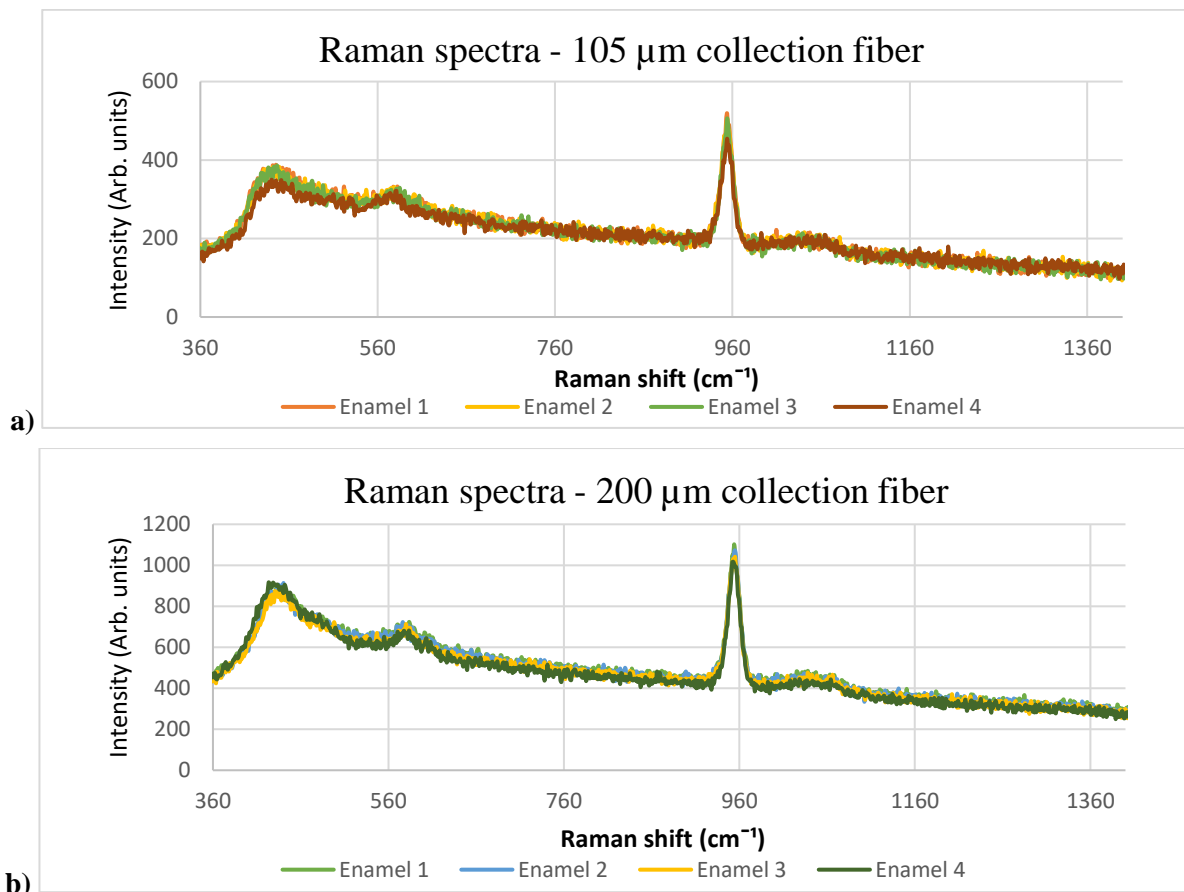 Raman spectra - 105 µm collection fiber
Intensity (Arb. units)
600
400
200
0
360 560 760 960 1160 1360
Raman shift (cm⁻¹)
Enamel 1 Enamel 2 Enamel 3 Enamel 4
a)
Raman spectra - 200 µm collection fiber
Intensity (Arb. units)
1200
1000
800
600
400
200
0
360 560 760 960 1160 1360
Raman shift (cm⁻¹)
Enamel 1 Enamel 2 Enamel 3 Enamel 4
b)